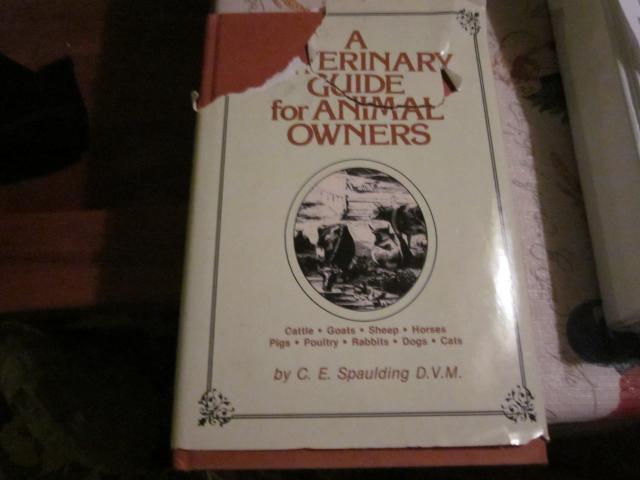 A
ERINARY
GUIDE
for ANIMAL
OWNERS
Cattle • Goats • Sheep • Horses
Pigs • Poultry • Rabbits • Dogs • Cats
by C. E. Spaulding D.V.M.